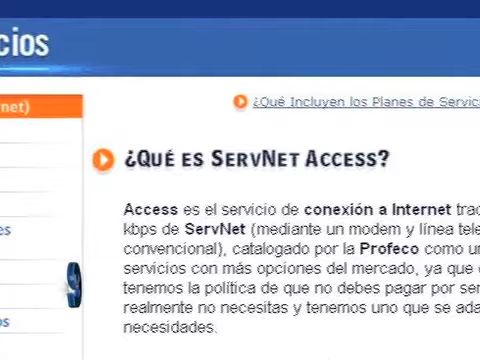 cios
net)
¿Qué Incluyen los Planes de Servici
¿QUÉ ES SERVNET ACCESS?
Access es el servicio de conexión a Internet trad
kbps de ServNet (mediante un modem y línea tele
convencional), catalogado por la Profeco como un
servicios con más opciones del mercado, ya que
tenemos la política de que no debes pagar por ser
realmente no necesitas y tenemos uno que se ada
necesidades.
es
os